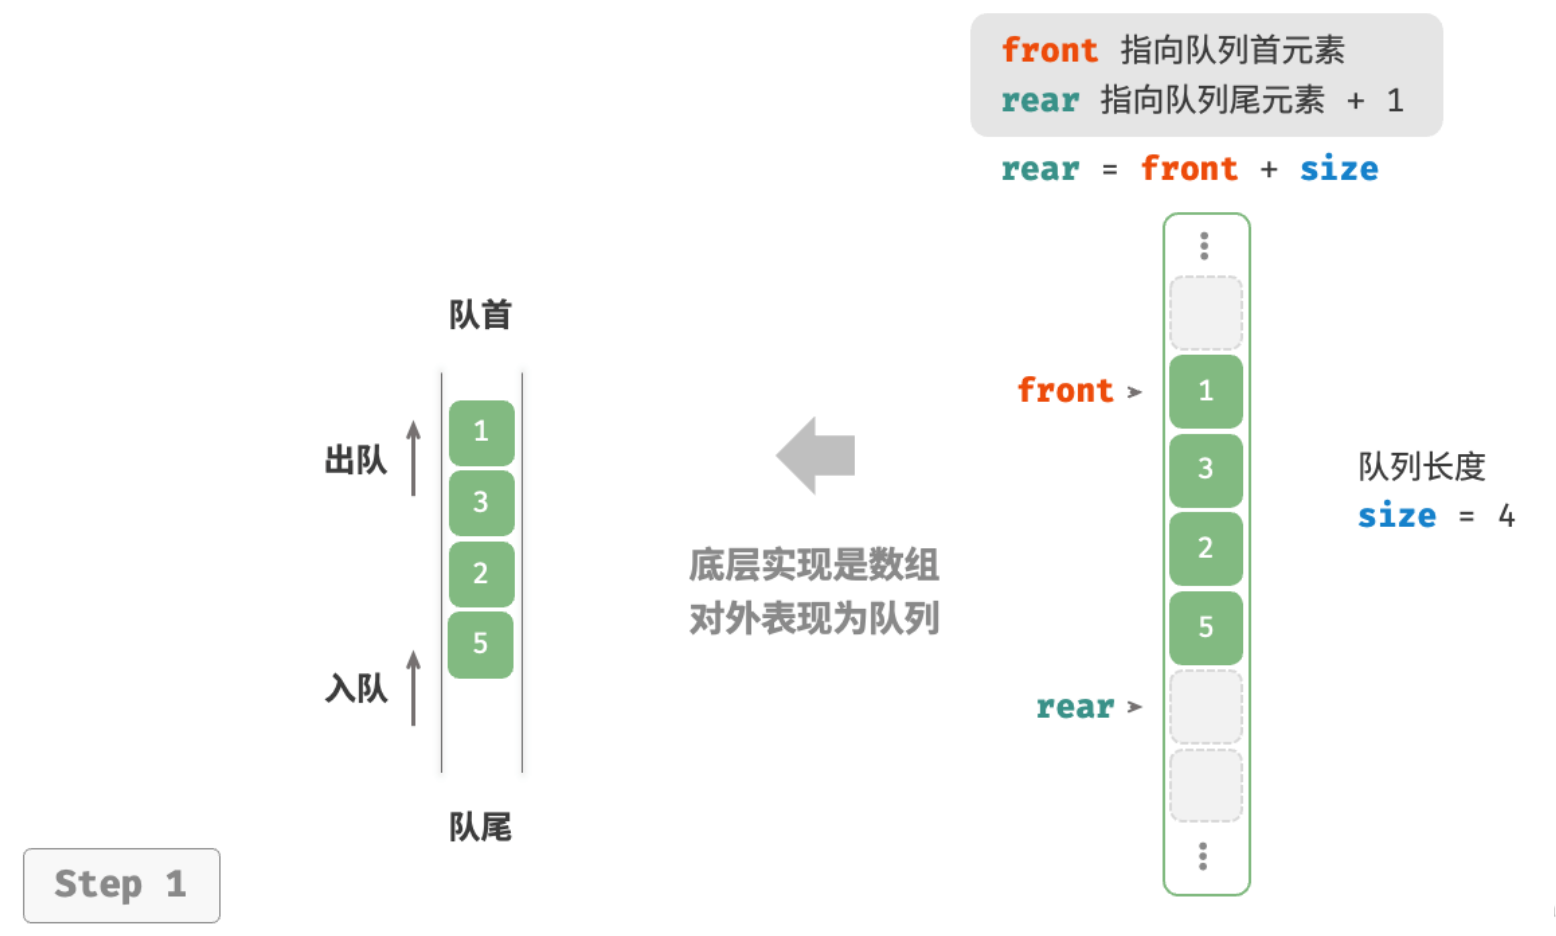 front 指向队列首元素
rear 指向队列尾元素 + 1
rear = front + size
队首
出队
1
3
2
5
入队
队尾
底层实现是数组
对外表现为队列
front
1
3
2
5
rear
队列长度
size = 4
Step 1